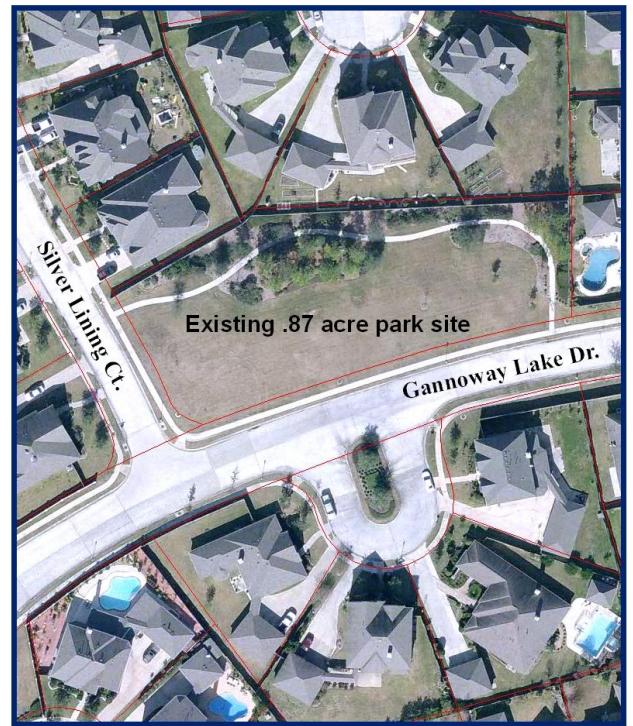 Silver Lining Ct.
Existing .87 acre park site
Gannoway Lake Dr.